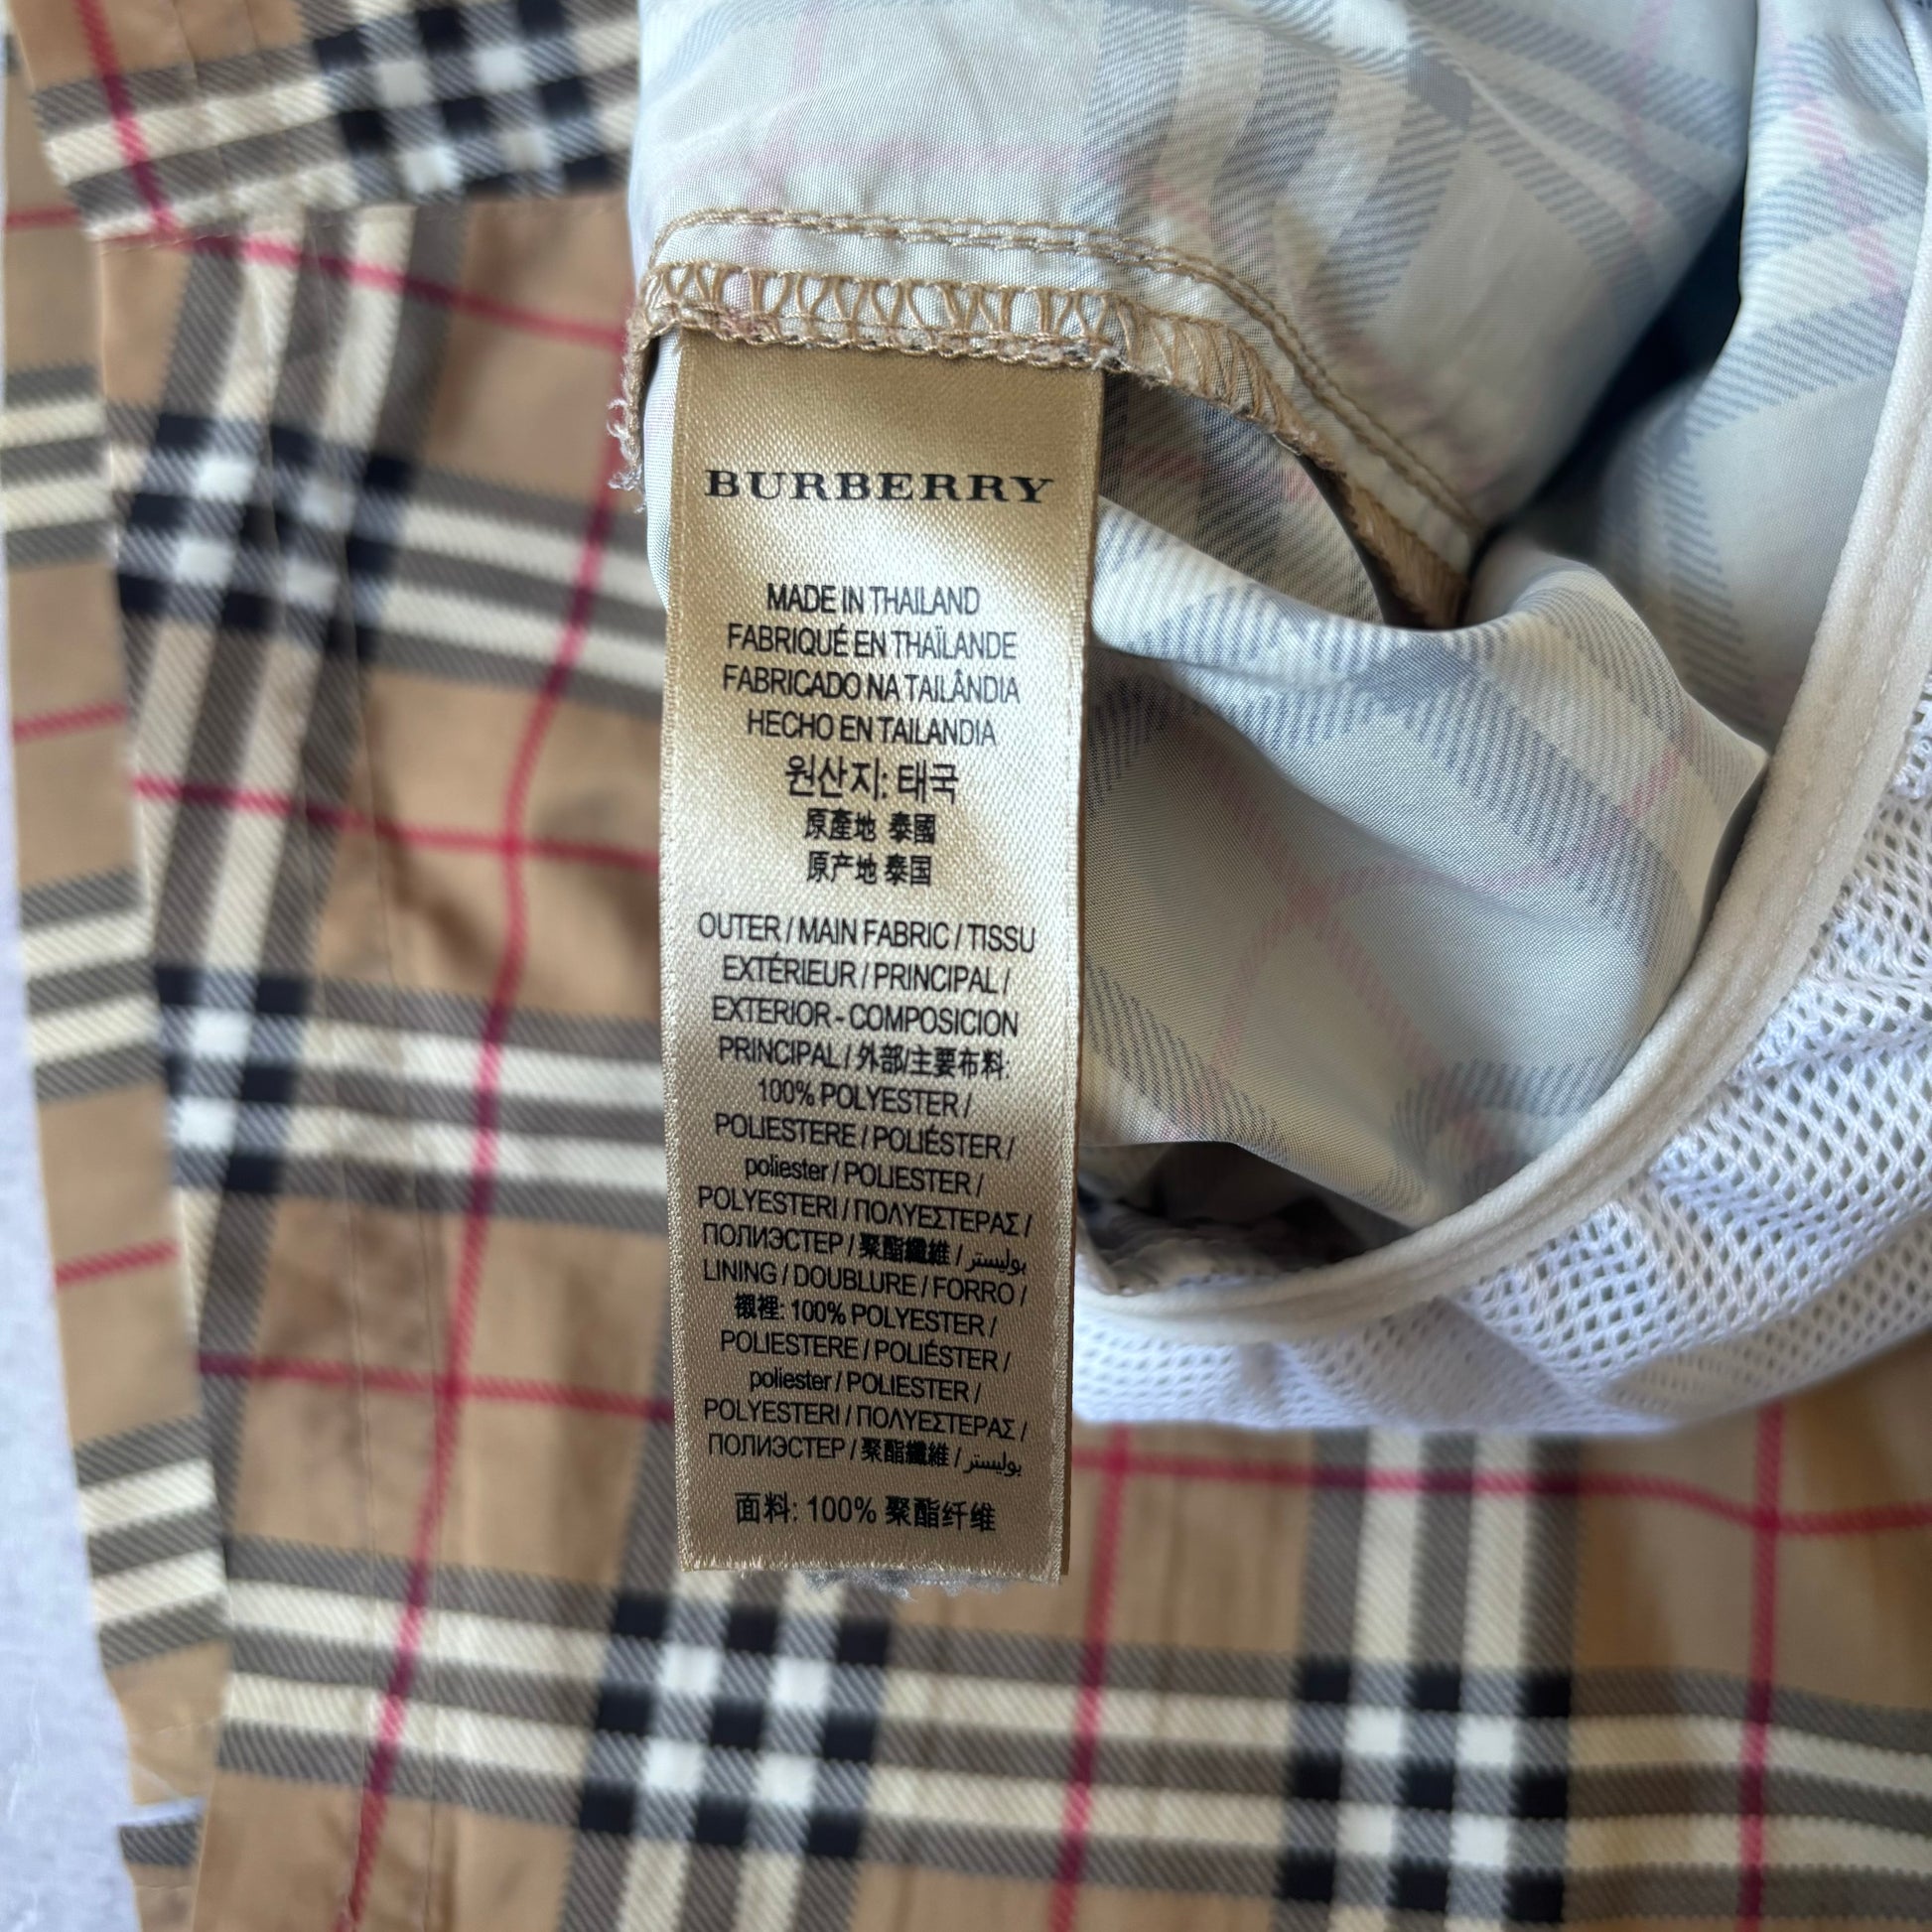 BURBERRY
MADE IN THAILAND
FABRIQUÉ EN THAÏLANDE
FABRICADO NA TAILÂNDIA
HECHO EN TAILANDIA
원산지: 태국
原產地 泰國
原产地 泰国
OUTER / MAIN FABRIC / TISSU
EXTÉRIEUR / PRINCIPAL /
EXTERIOR - COMPOSICION
PRINCIPAL / 外部/主要布料:
100% POLYESTER /
POLIESTERE / POLIÉSTER /
poliester / POLIESTER /
POLYESTERI / ΠΟΛΥΕΣΤΕΡΑΣ /
ПОЛИЭСТЕР / 聚酯纖維 / بوليستر
LINING / DOUBLURE / FORRO /
襯裡: 100% POLYESTER /
POLIESTERE / POLIÉSTER /
poliester / POLIESTER /
POLYESTERI / ΠΟΛΥΕΣΤΕΡΑΣ /
ПОЛИЭСТЕР / 聚酯纖維 / بوليستر
面料: 100% 聚酯纤维